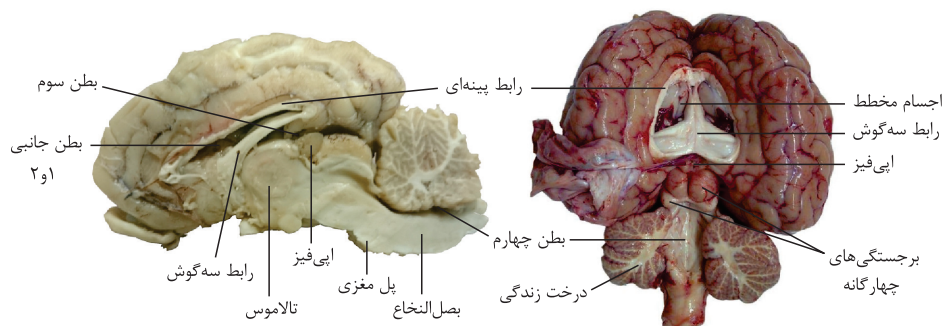 رابط پینه‌ای
اجسام مخطط
رابط سه‌گوش
اپی‌فیز
برجستگی‌های
چهارگانه
درخت زندگی
بطن چهارم
بطن سوم
بطن جانبی
۱و۲
رابط سه‌گوش
تالاموس
اپی‌فیز
پل مغزی
بصل‌النخاع